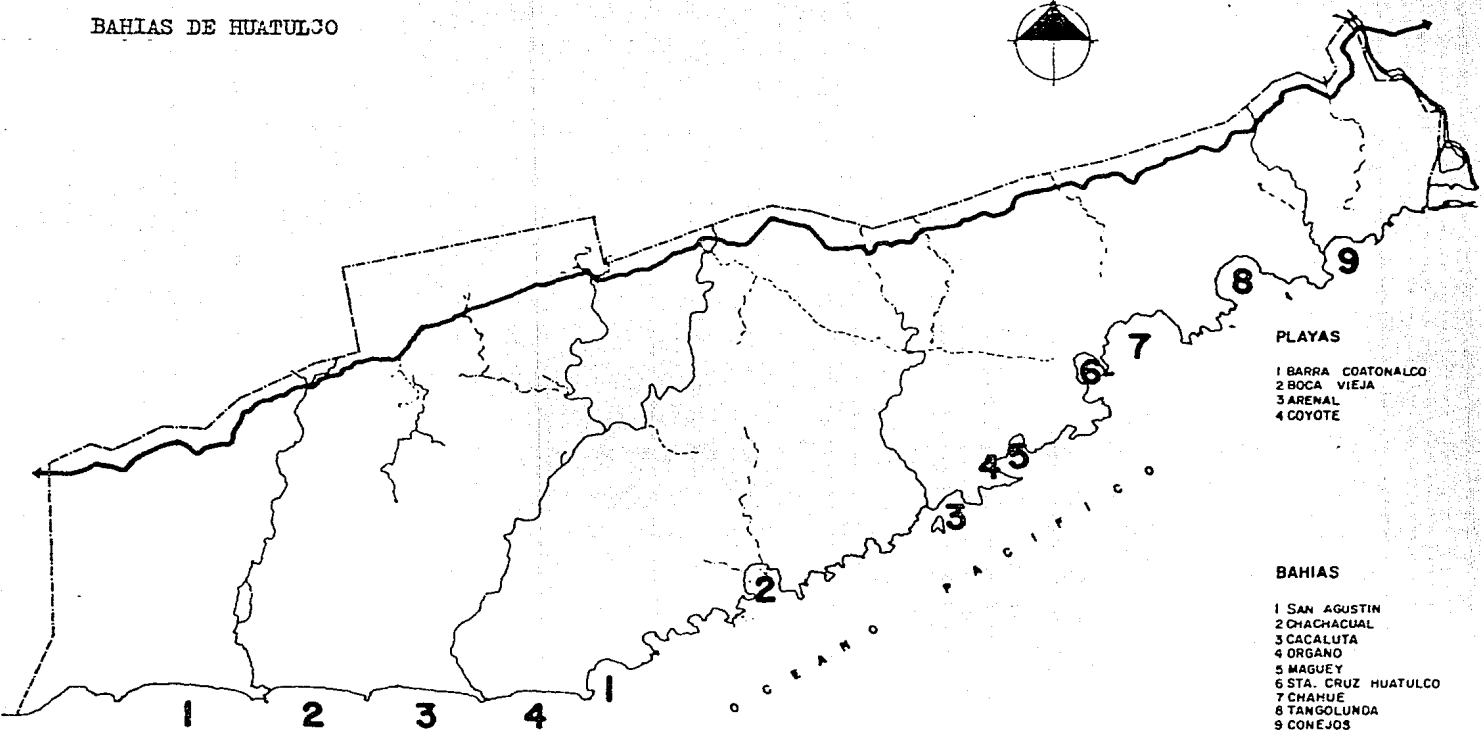 BAHIAS DE HUATULCO
9
8
7
6
PLAYAS
1 BARRA COATONALCO
2 BOCA VIEJA
3 ARENAL
4 COYOTE
4 5
3
OCEANO PACIFICO
2
BAHIAS
1 SAN AGUSTIN
2 CHACHACUAL
3 CACALUTA
4 ORGANO
5 MAGUEY
6 STA. CRUZ HUATULCO
7 CHAHUE
8 TANGOLUNDA
9 CONEJOS
1
1 2 3 4